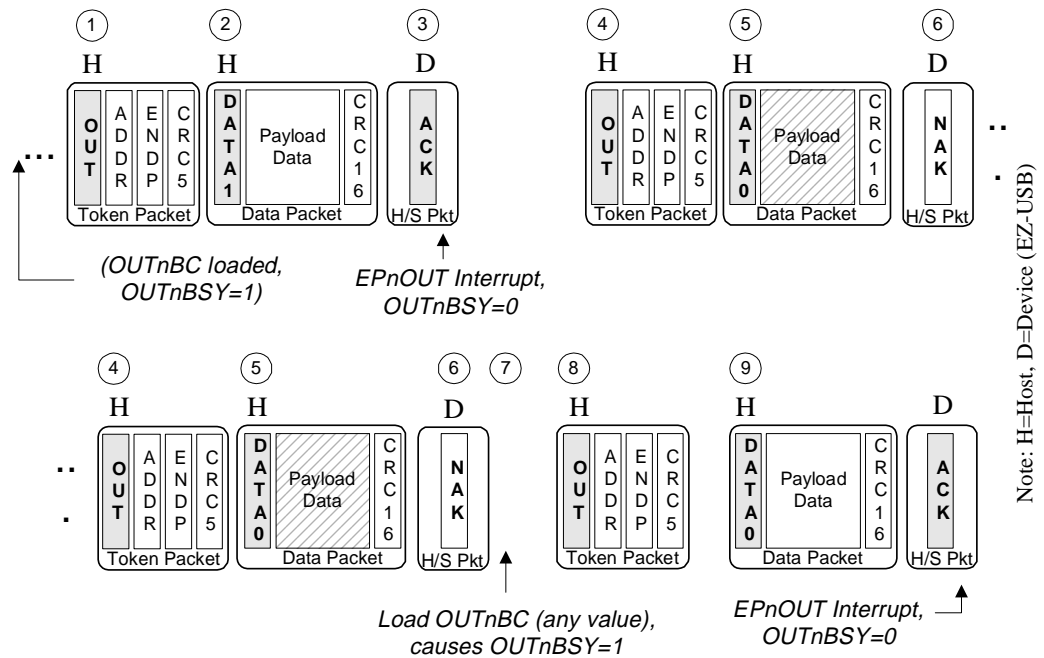 1 2 3 4 5 6
H H D H H D
OUT ADDR ENDP CRC5
Token Packet
DATA1 Payload Data CRC16
Data Packet
ACK
H/S Pkt
OUT ADDR ENDP CRC5
Token Packet
DATA0 Payload Data CRC16
Data Packet
NAK
H/S Pkt
...
..
.
(OUTnBC loaded,
OUTnBSY=1)
EPnOUT Interrupt,
OUTnBSY=0
Note: H=Host, D=Device (EZ-USB)
4 5 6 7 8 9
H H D H H D
..
.
OUT ADDR ENDP CRC5
Token Packet
DATA0 Payload Data CRC16
Data Packet
NAK
H/S Pkt
OUT ADDR ENDP CRC5
Token Packet
DATA0 Payload Data CRC16
Data Packet
ACK
H/S Pkt
Load OUTnBC (any value),
causes OUTnBSY=1
EPnOUT Interrupt,
OUTnBSY=0